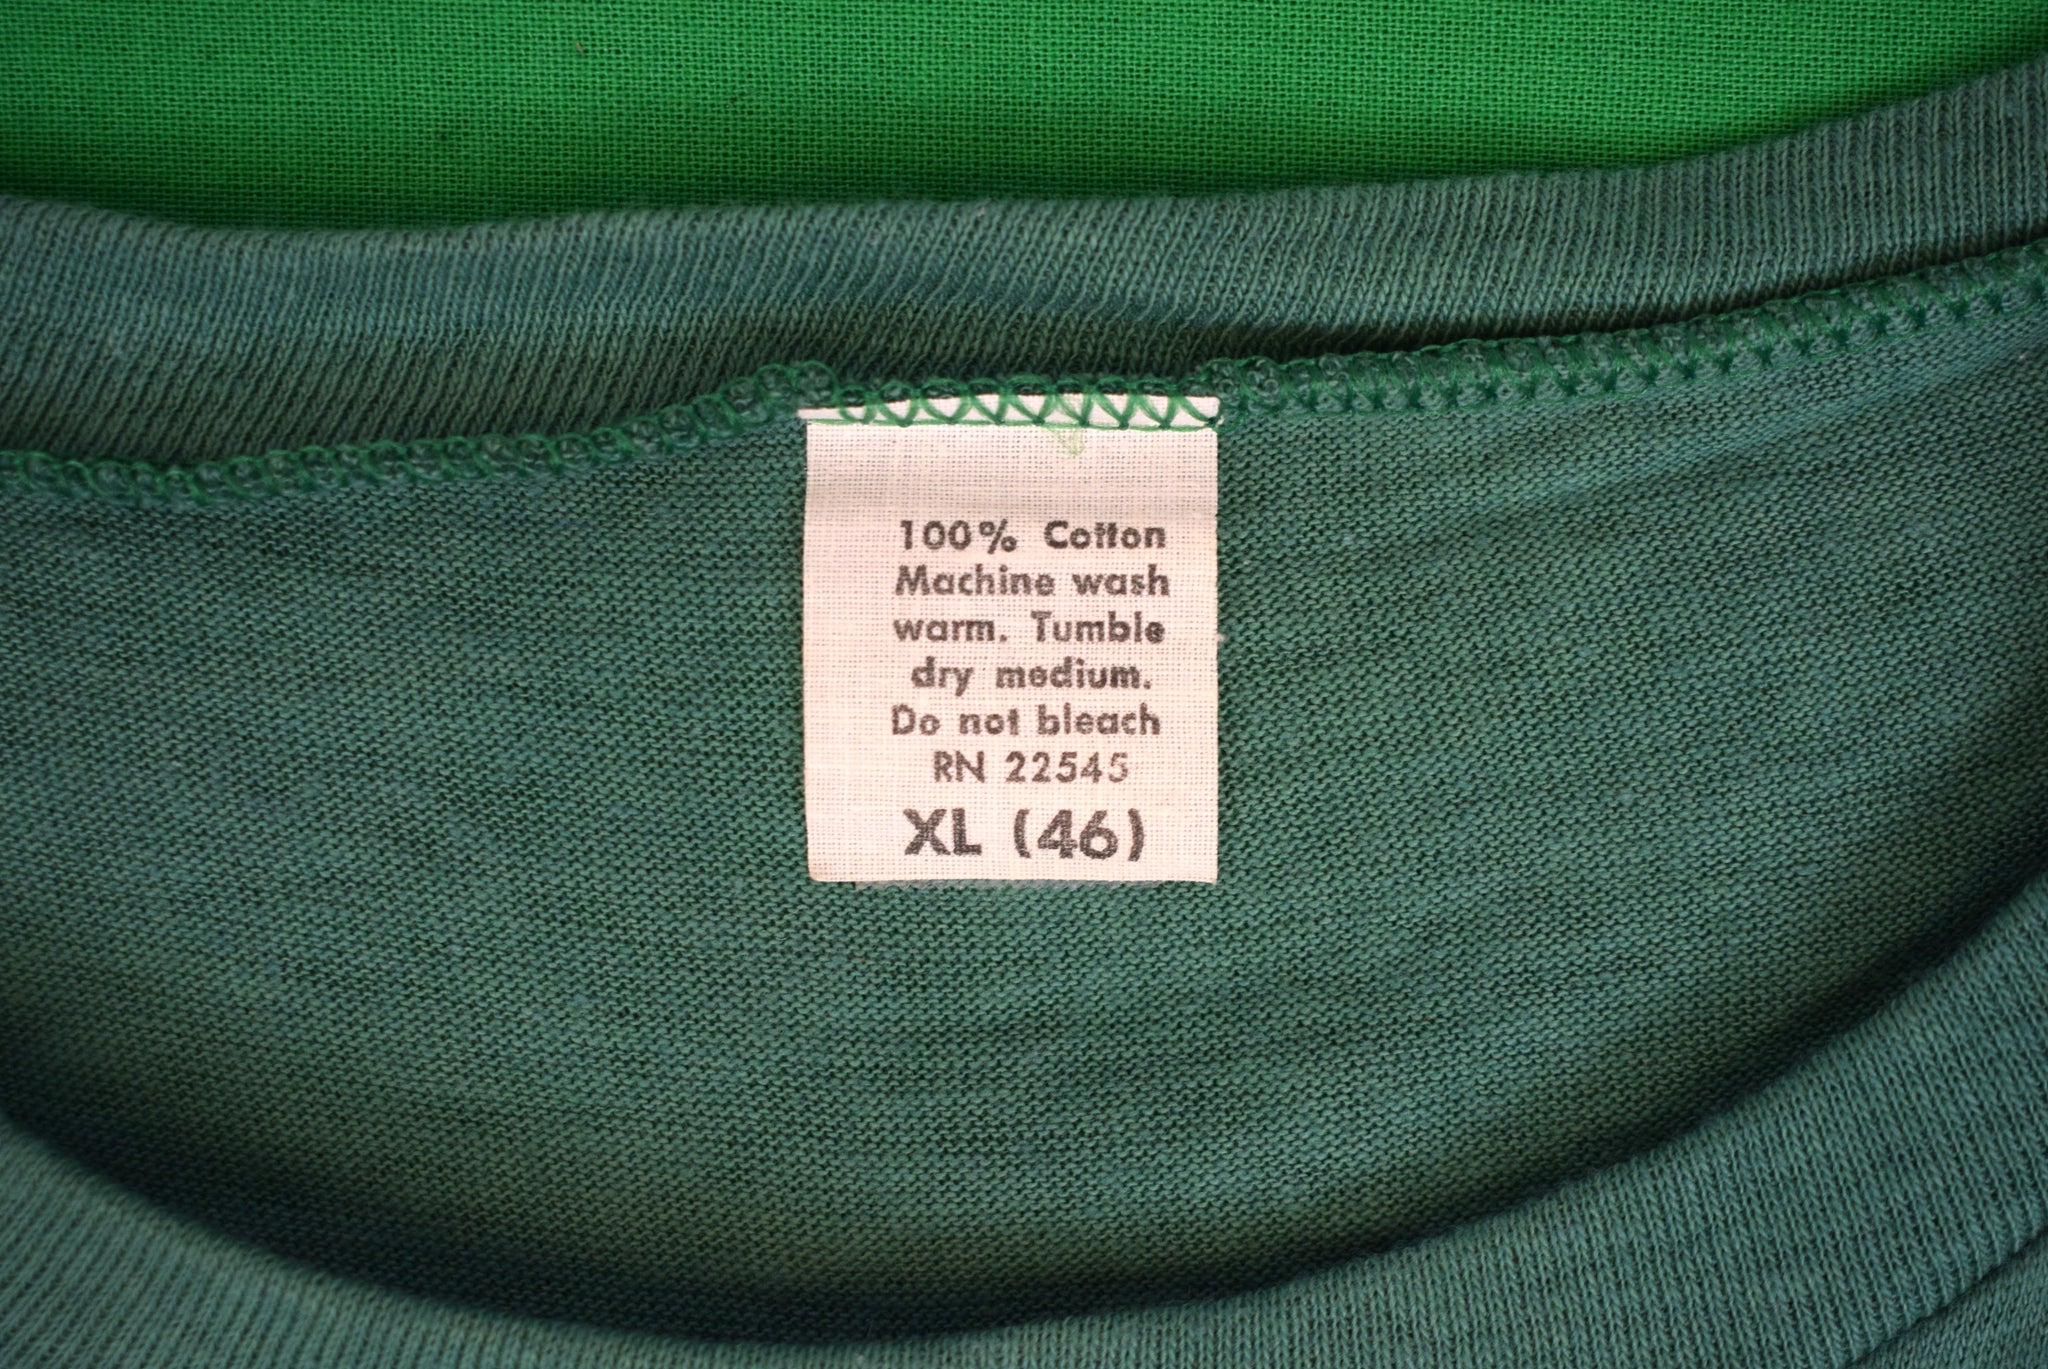 100% Cotton
Machine wash
warm. Tumble
dry medium.
Do not bleach
RN 22545
XL (46)